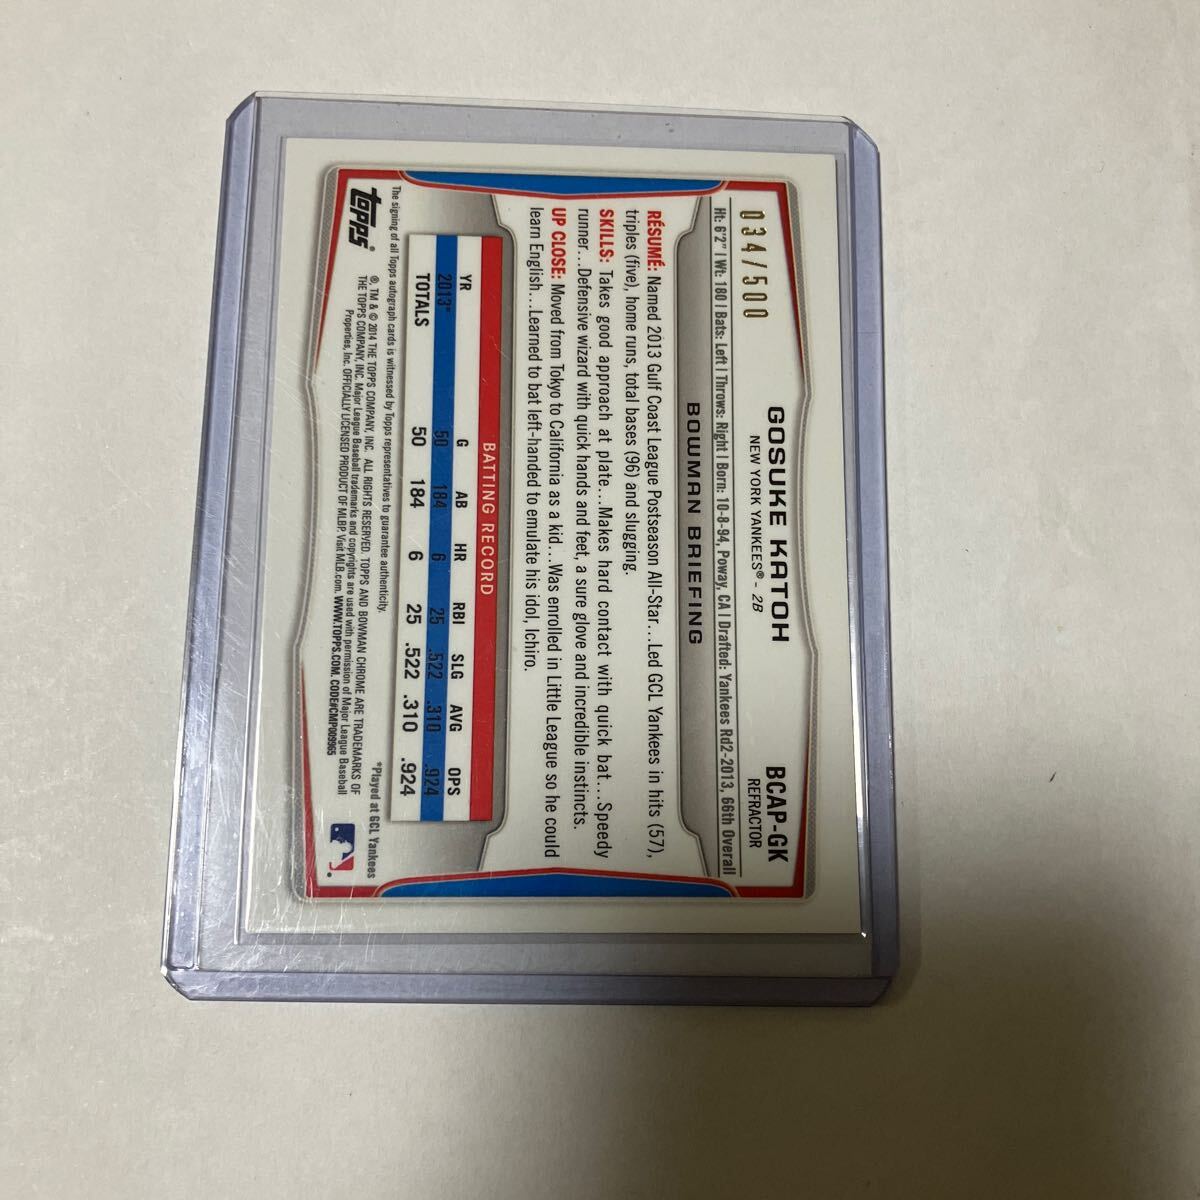 034/500
GOSUKE KATOH
NEW YORK YANKEES® - 2B
BCAP-GK
REFRACTOR
Ht: 6'2" | Wt: 180 | Bats: Left | Throws: Right | Born: 10-8-94, Poway, CA | Drafted: Yankees Rd2-2013, 66th Overall
BOWMAN BRIEFING
RÉSUMÉ: Named 2013 Gulf Coast League Postseason All-Star...Led GCL Yankees in hits (57),
triples (five), home runs, total bases (96) and slugging.
SKILLS: Takes good approach at plate...Makes hard contact with quick bat...Speedy
runner...Defensive wizard with quick hands and feet, a sure glove and incredible instincts.
UP CLOSE: Moved from Tokyo to California as a kid...Was enrolled in Little League so he could
learn English...Learned to bat left-handed to emulate his idol, Ichiro.
BATTING RECORD
YR G AB HR RBI SLG AVG OPS
2013* 50 184 6 25 .522 .310 .924
TOTALS 50 184 6 25 .522 .310 .924
*Played at GCL Yankees
The signing of all Topps autograph cards is witnessed by Topps representatives to guarantee authenticity.
TOPPS®
®, TM & © 2014 THE TOPPS COMPANY, INC. ALL RIGHTS RESERVED. TOPPS AND BOWMAN CHROME ARE TRADEMARKS OF
THE TOPPS COMPANY, INC. Major League Baseball trademarks and copyrights are used with permission of Major League Baseball
Properties, Inc. OFFICIALLY LICENSED PRODUCT OF MLBP. Visit MLB.com. WWW.TOPPS.COM. CODE#CMP009965